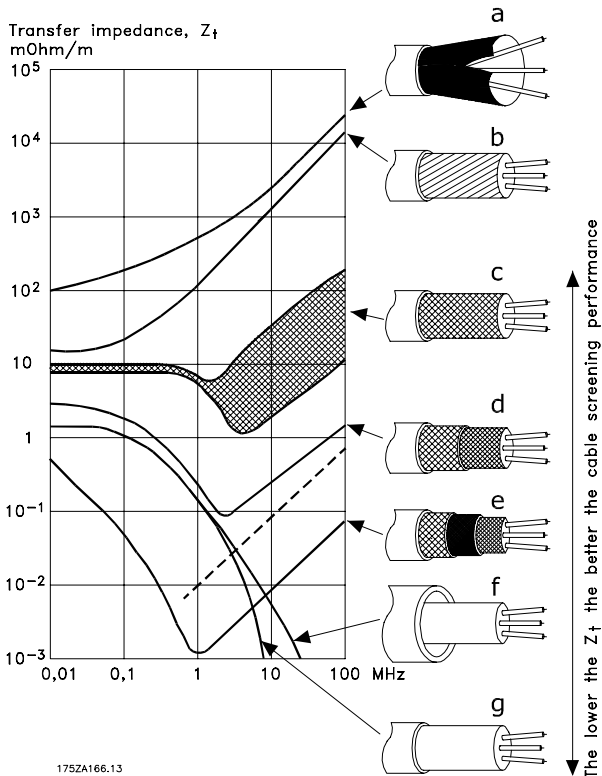 Transfer impedance, Zt
mOhm/m
a
b
c
d
e
f
g
10⁵
10⁴
10³
10²
10
1
10⁻¹
10⁻²
10⁻³
0,01 0,1 1 10 100 MHz
175ZA166.13
The lower the Zt the better the cable screening performance